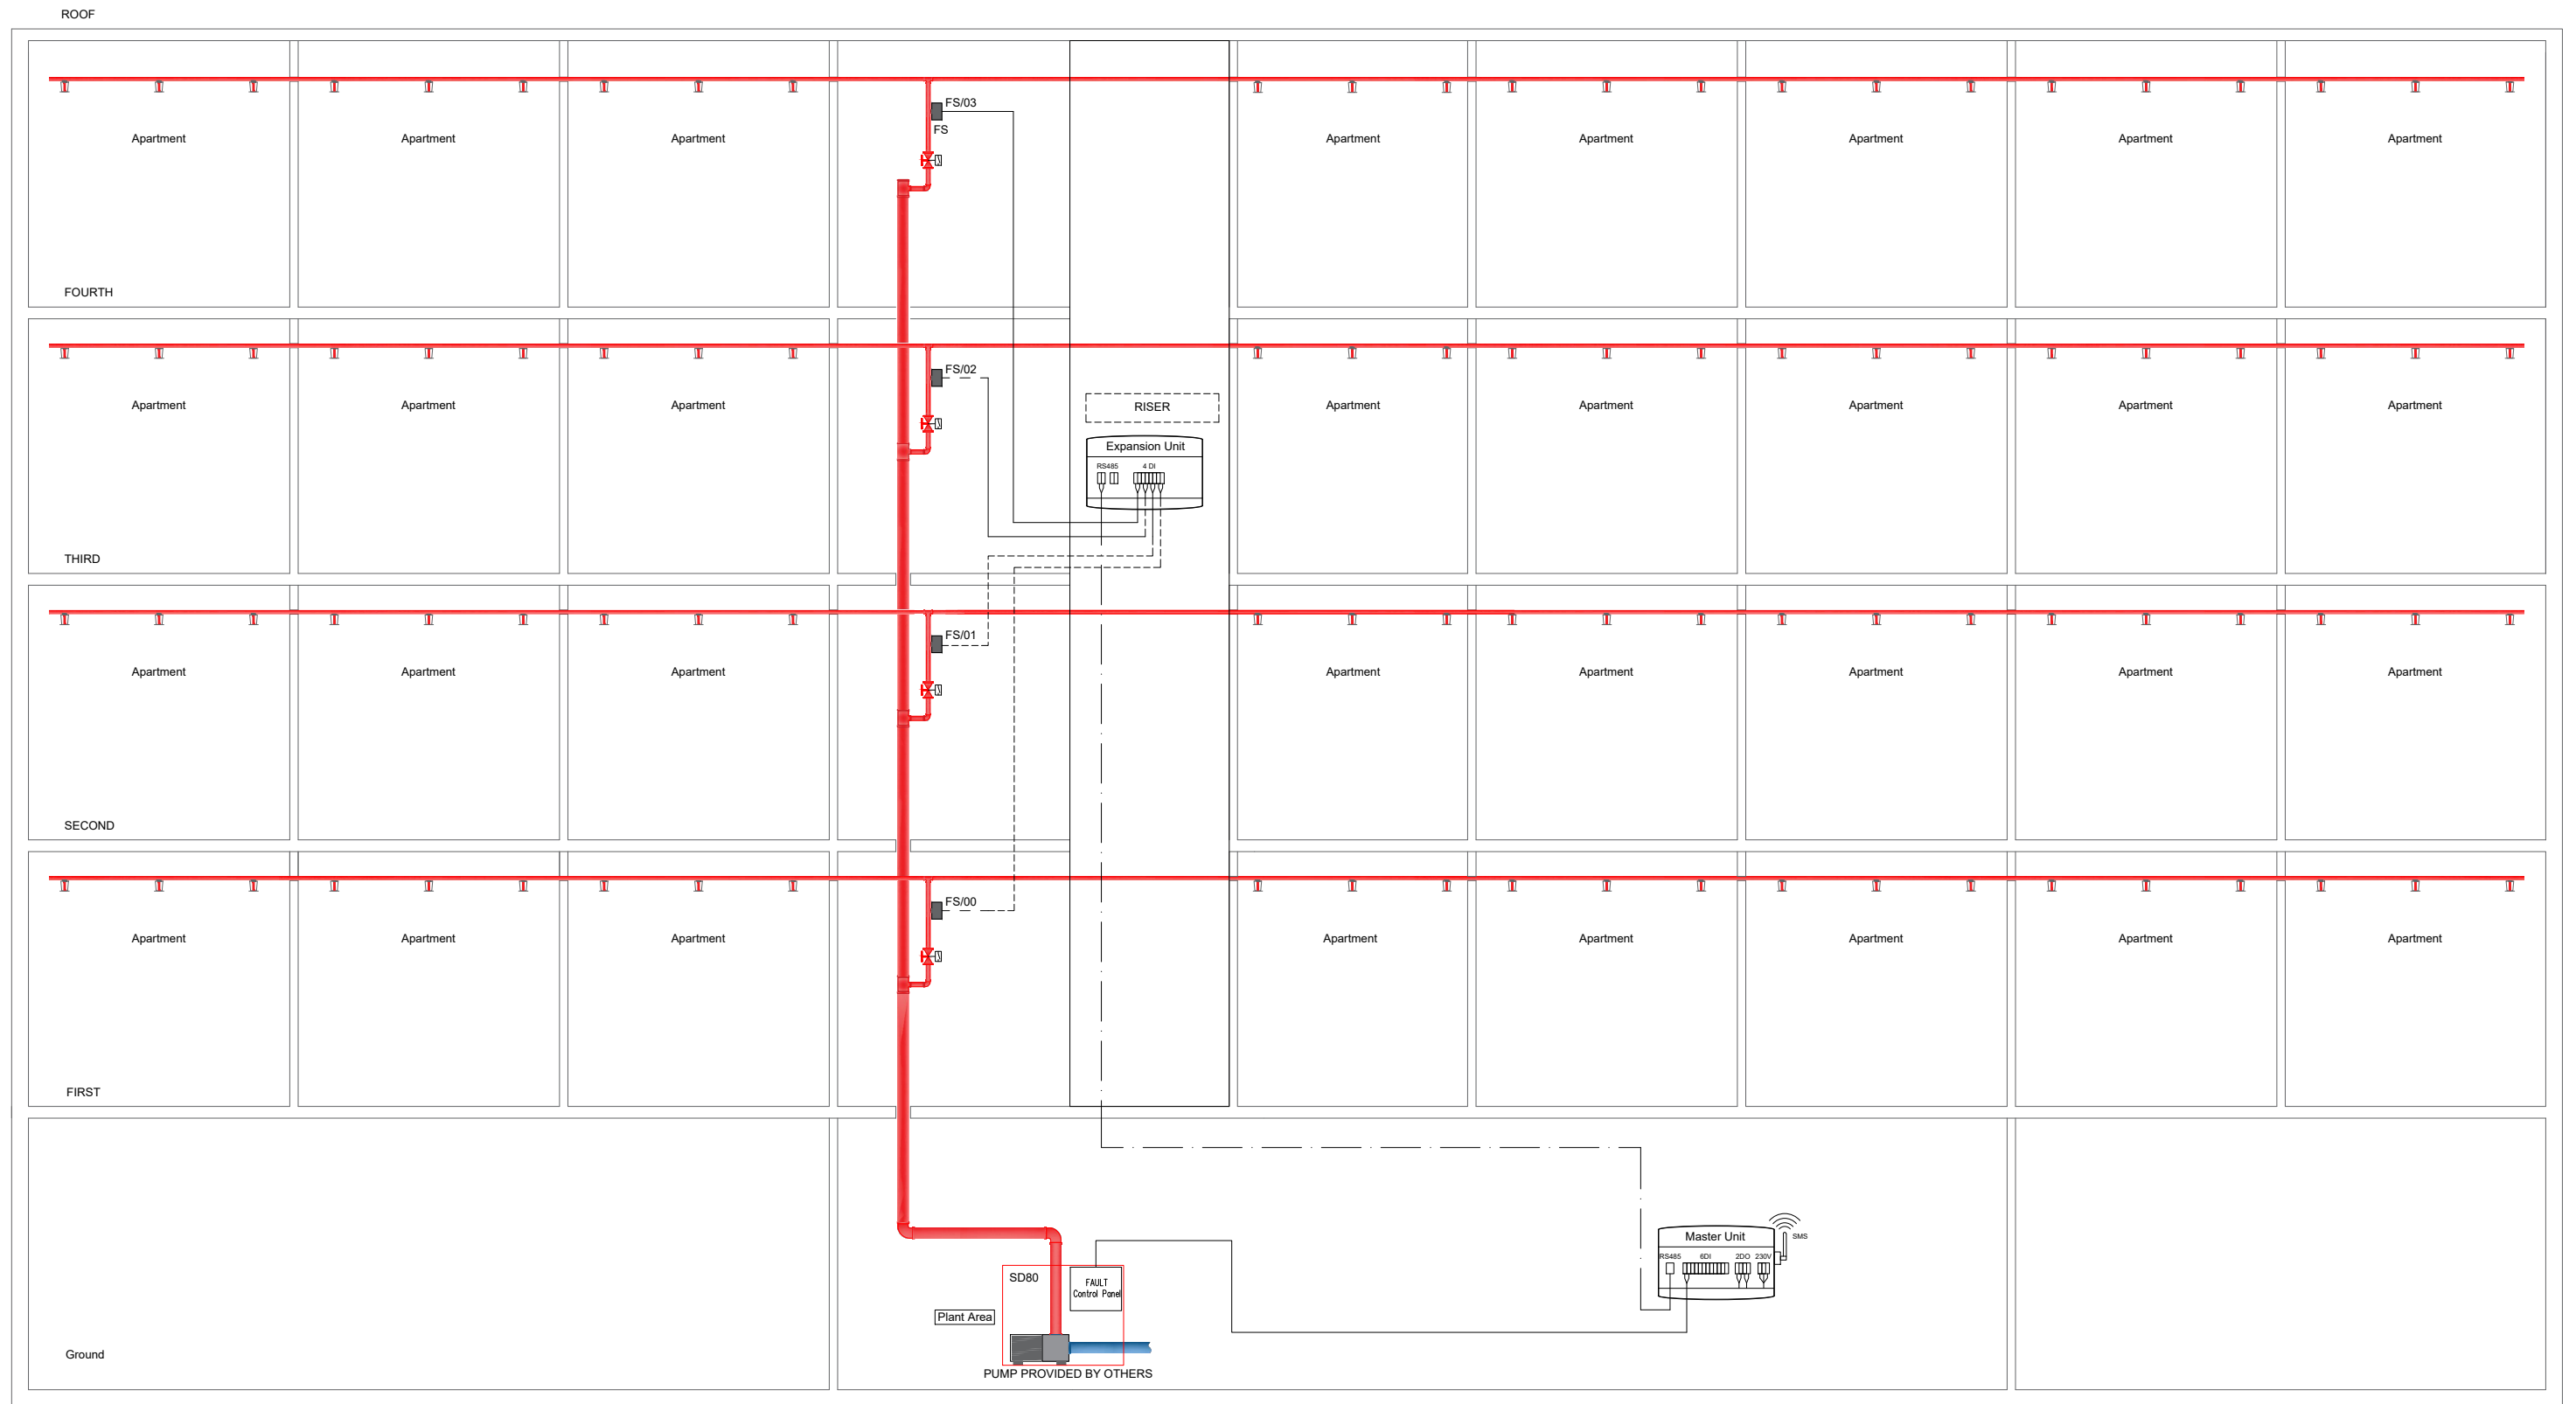 ROOF
FS/03
FS
Apartment
Apartment
Apartment
Apartment
Apartment
Apartment
Apartment
Apartment
FOURTH
FS/02
Apartment
Apartment
Apartment
RISER
Apartment
Apartment
Apartment
Apartment
Apartment
Expansion Unit
RS485
4 DI
THIRD
FS/01
Apartment
Apartment
Apartment
Apartment
Apartment
Apartment
Apartment
Apartment
SECOND
FS/00
Apartment
Apartment
Apartment
Apartment
Apartment
Apartment
Apartment
Apartment
FIRST
Master Unit
SMS
RS485
6DI
2DO
230V
SD80
FAULT
Control Panel
Plant Area
Ground
PUMP PROVIDED BY OTHERS